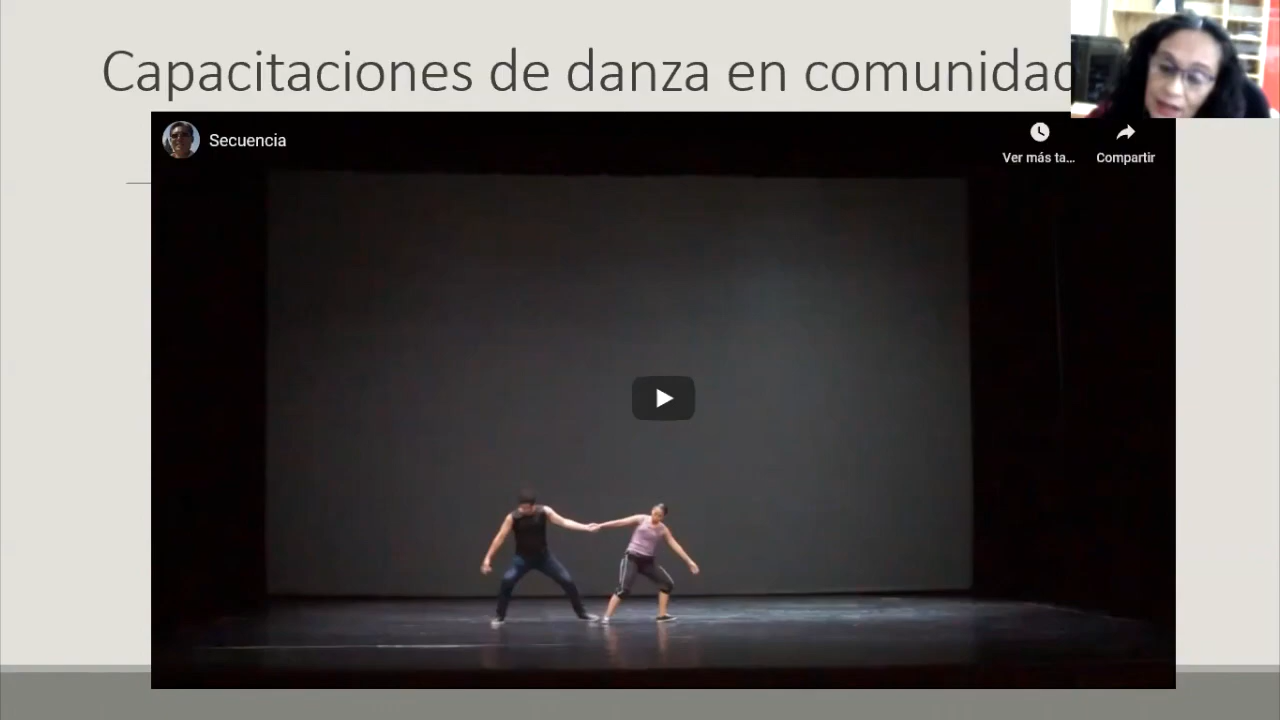 Capacitaciones de danza en comunidad
Secuencia
Ver más ta...
Compartir